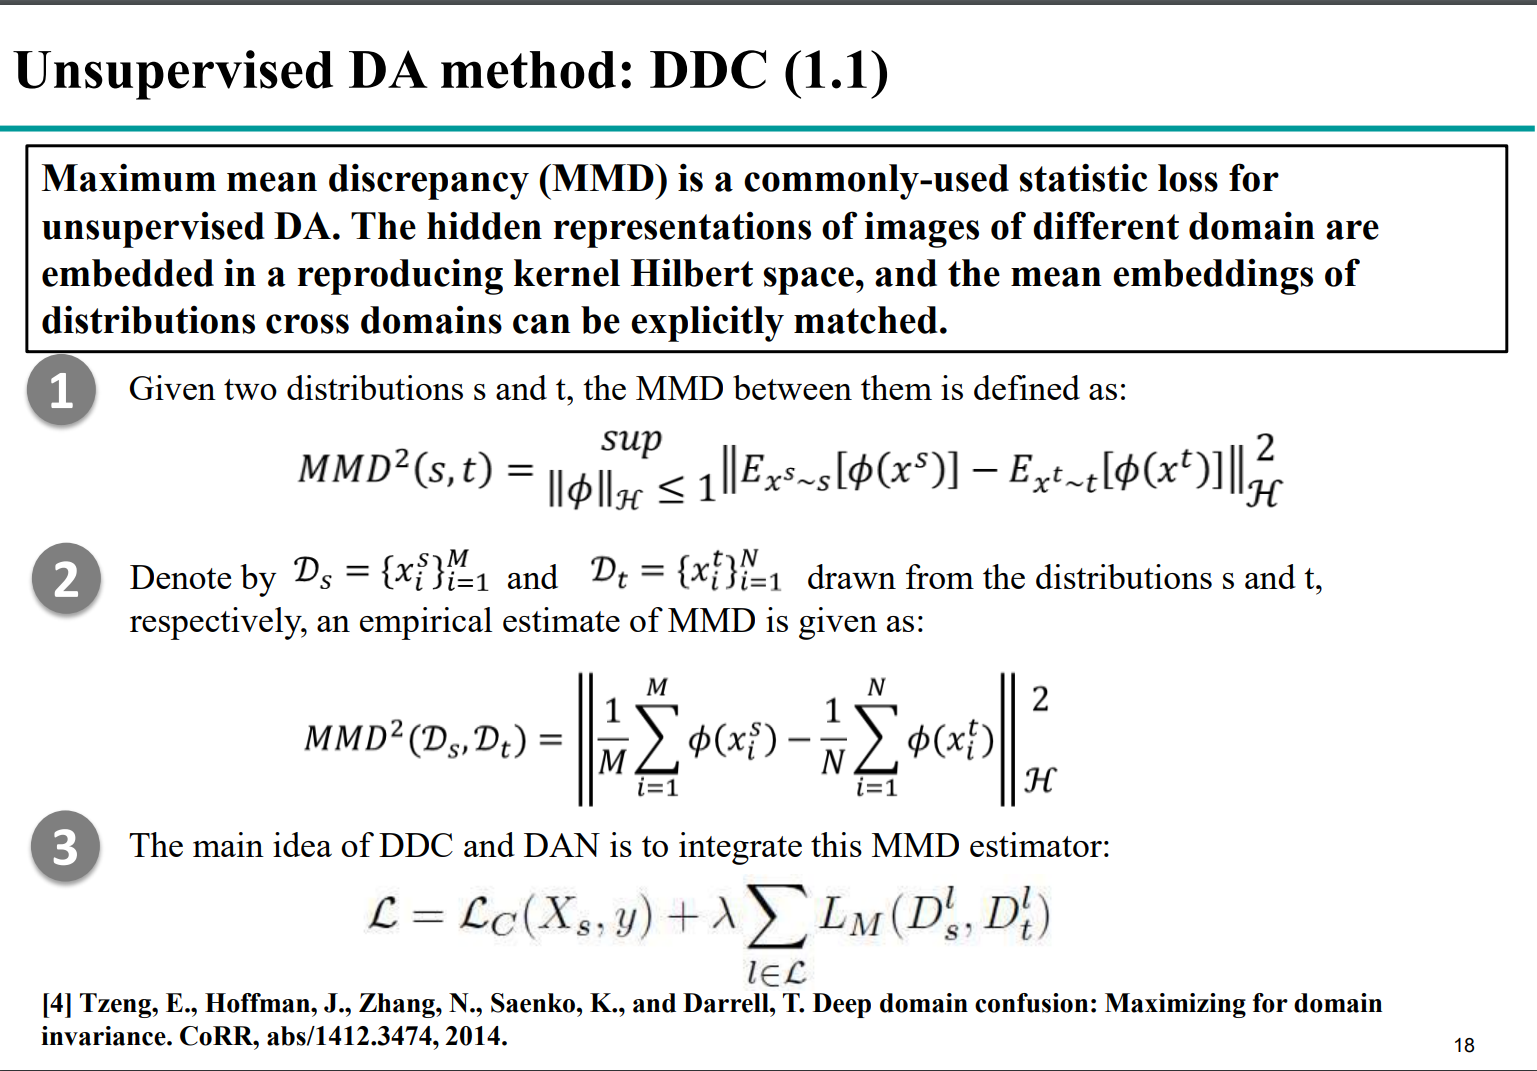 Unsupervised DA method: DDC (1.1)
Maximum mean discrepancy (MMD) is a commonly-used statistic loss for
unsupervised DA. The hidden representations of images of different domain are
embedded in a reproducing kernel Hilbert space, and the mean embeddings of
distributions cross domains can be explicitly matched.
1 Given two distributions s and t, the MMD between them is defined as:
$MMD^2(s,t) = \sup_{\|\phi\|_{\mathcal{H}} \leq 1} \left\| E_{x^s \sim s}[\phi(x^s)] - E_{x^t \sim t}[\phi(x^t)] \right\|_{\mathcal{H}}^2$
2 Denote by $\mathcal{D}_s = \{x_i^s\}_{i=1}^M$ and $\mathcal{D}_t = \{x_i^t\}_{i=1}^N$ drawn from the distributions s and t,
respectively, an empirical estimate of MMD is given as:
$MMD^2(\mathcal{D}_s, \mathcal{D}_t) = \left\| \frac{1}{M} \sum_{i=1}^M \phi(x_i^s) - \frac{1}{N} \sum_{i=1}^N \phi(x_i^t) \right\|_{\mathcal{H}}^2$
3 The main idea of DDC and DAN is to integrate this MMD estimator:
$\mathcal{L} = \mathcal{L}_C(X_s, y) + \lambda \sum_{l \in \mathcal{L}} L_M(D_s^l, D_t^l)$
[4] Tzeng, E., Hoffman, J., Zhang, N., Saenko, K., and Darrell, T. Deep domain confusion: Maximizing for domain
invariance. CoRR, abs/1412.3474, 2014.
18